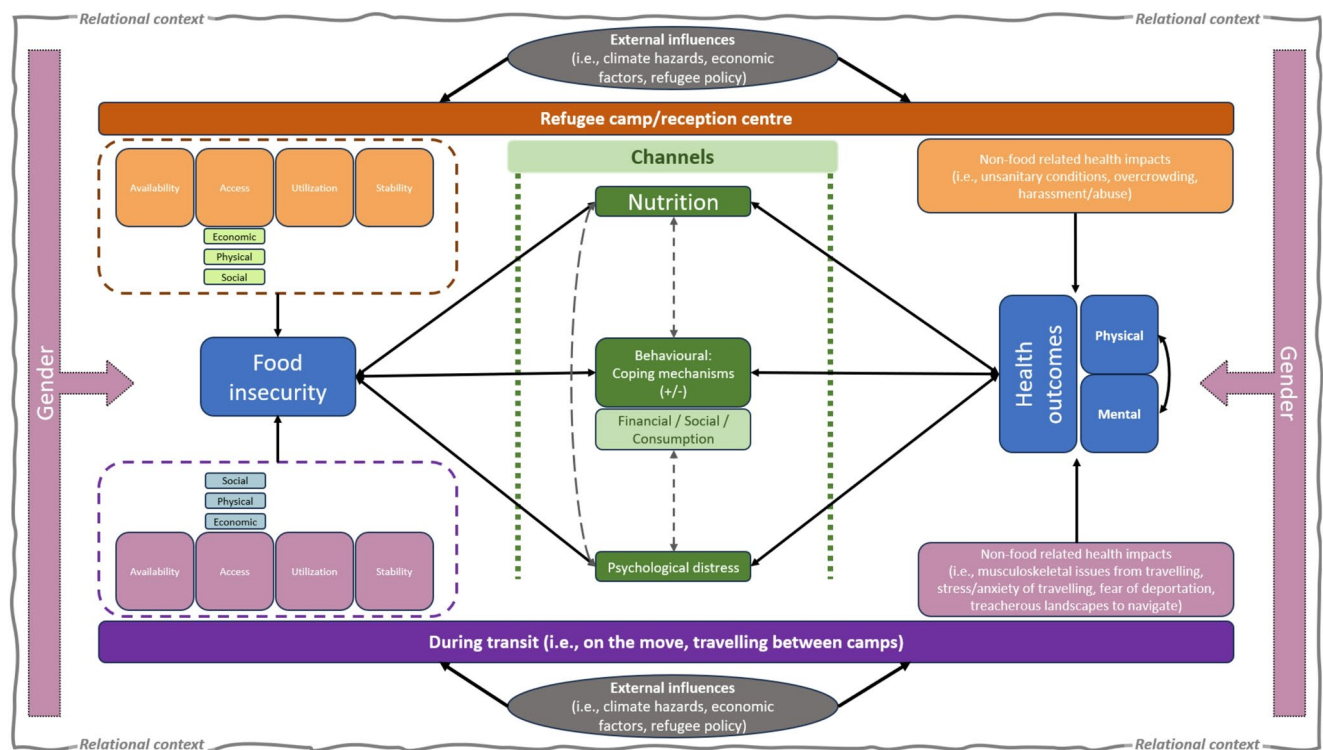 Relational context
Relational context
External influences
(i.e., climate hazards, economic
factors, refugee policy)
Refugee camp/reception centre
Availability
Access
Utilization
Stability
Economic
Physical
Social
Channels
Nutrition
Non-food related health impacts
(i.e., unsanitary conditions, overcrowding,
harassment/abuse)
Gender
Food
insecurity
Behavioural:
Coping mechanisms
(+/-)
Financial / Social /
Consumption
Health
outcomes
Physical
Mental
Gender
Social
Physical
Economic
Availability
Access
Utilization
Stability
Psychological distress
Non-food related health impacts
(i.e., musculoskeletal issues from travelling,
stress/anxiety of travelling, fear of deportation,
treacherous landscapes to navigate)
During transit (i.e., on the move, travelling between camps)
External influences
(i.e., climate hazards, economic
factors, refugee policy)
Relational context
Relational context